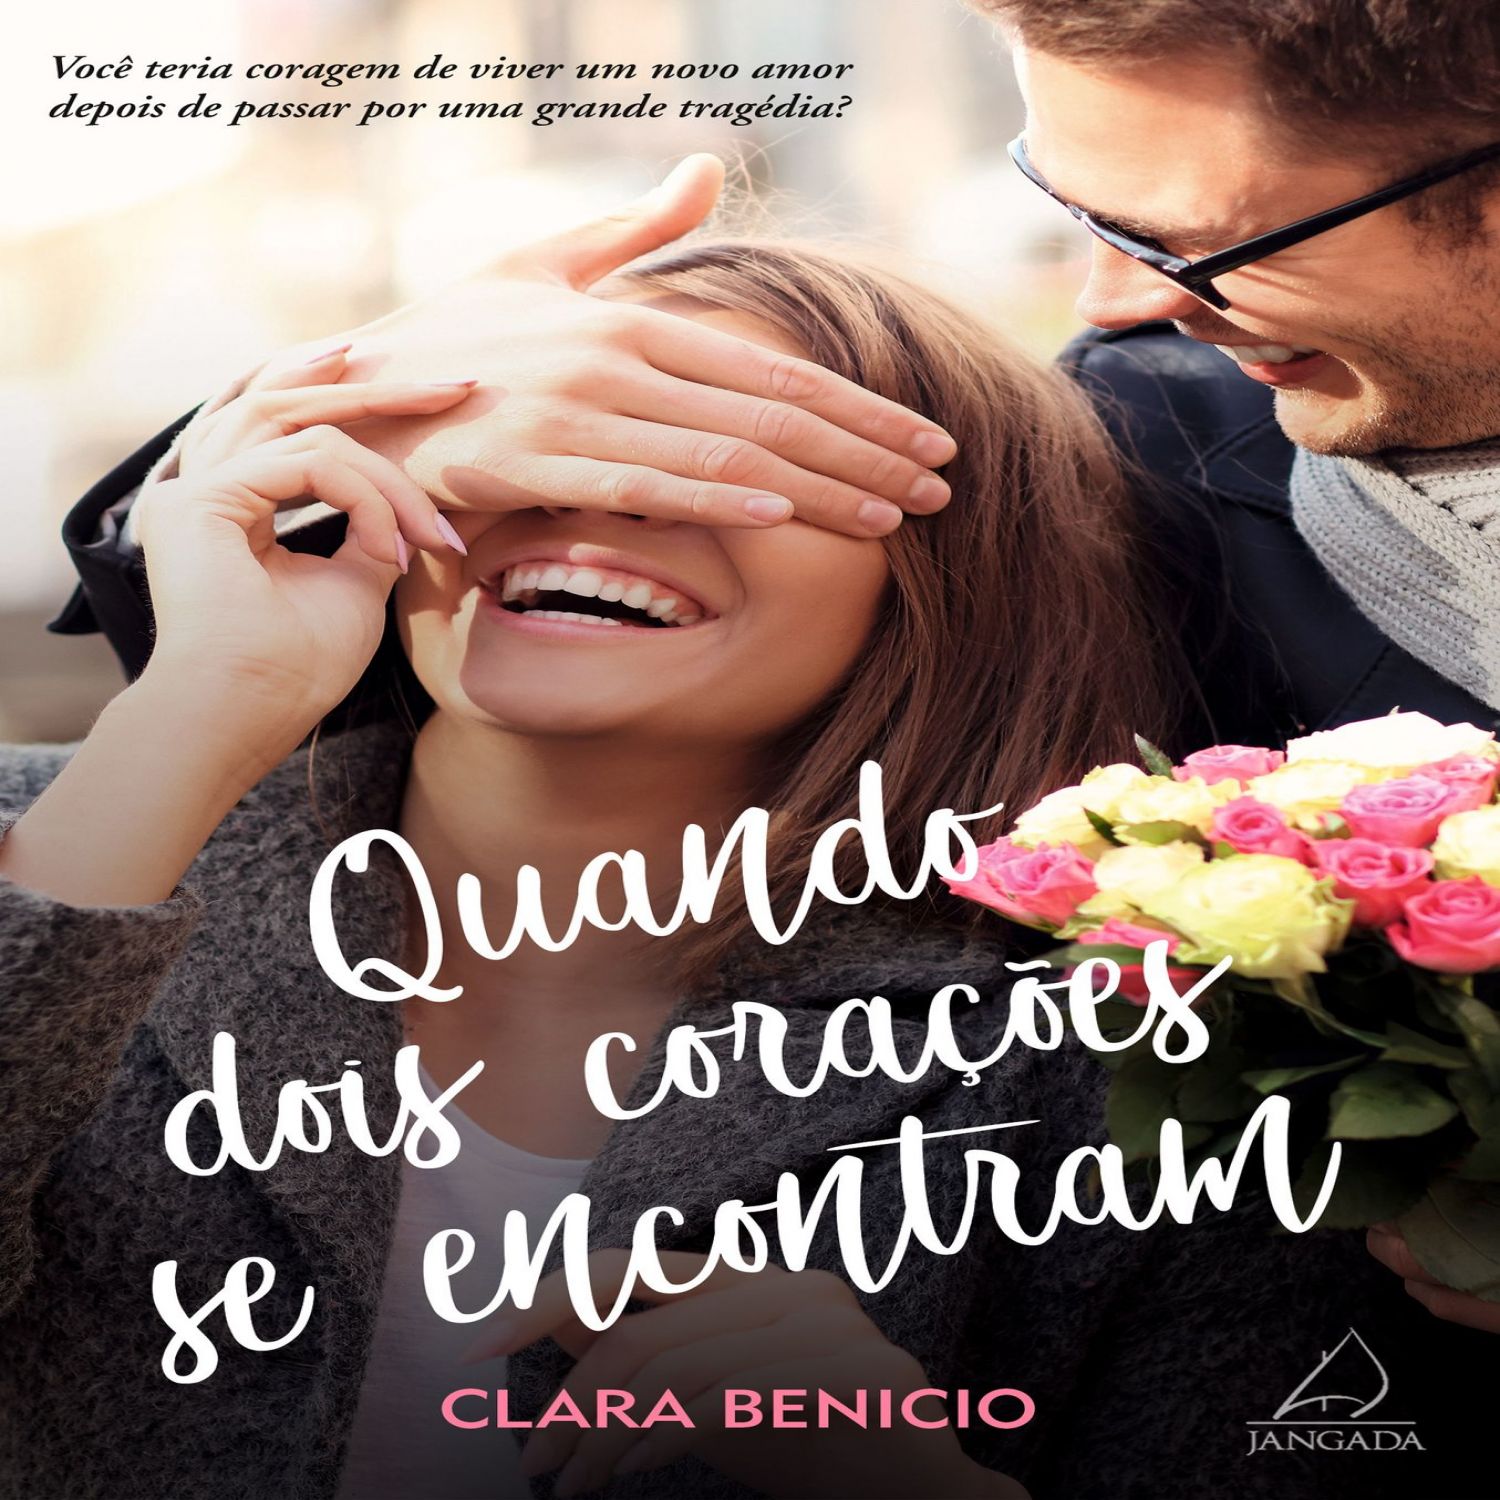 Você teria coragem de viver um novo amor
depois de passar por uma grande tragédia?
Quando
dois corações
se encontram
CLARA BENICIO
JANGADA